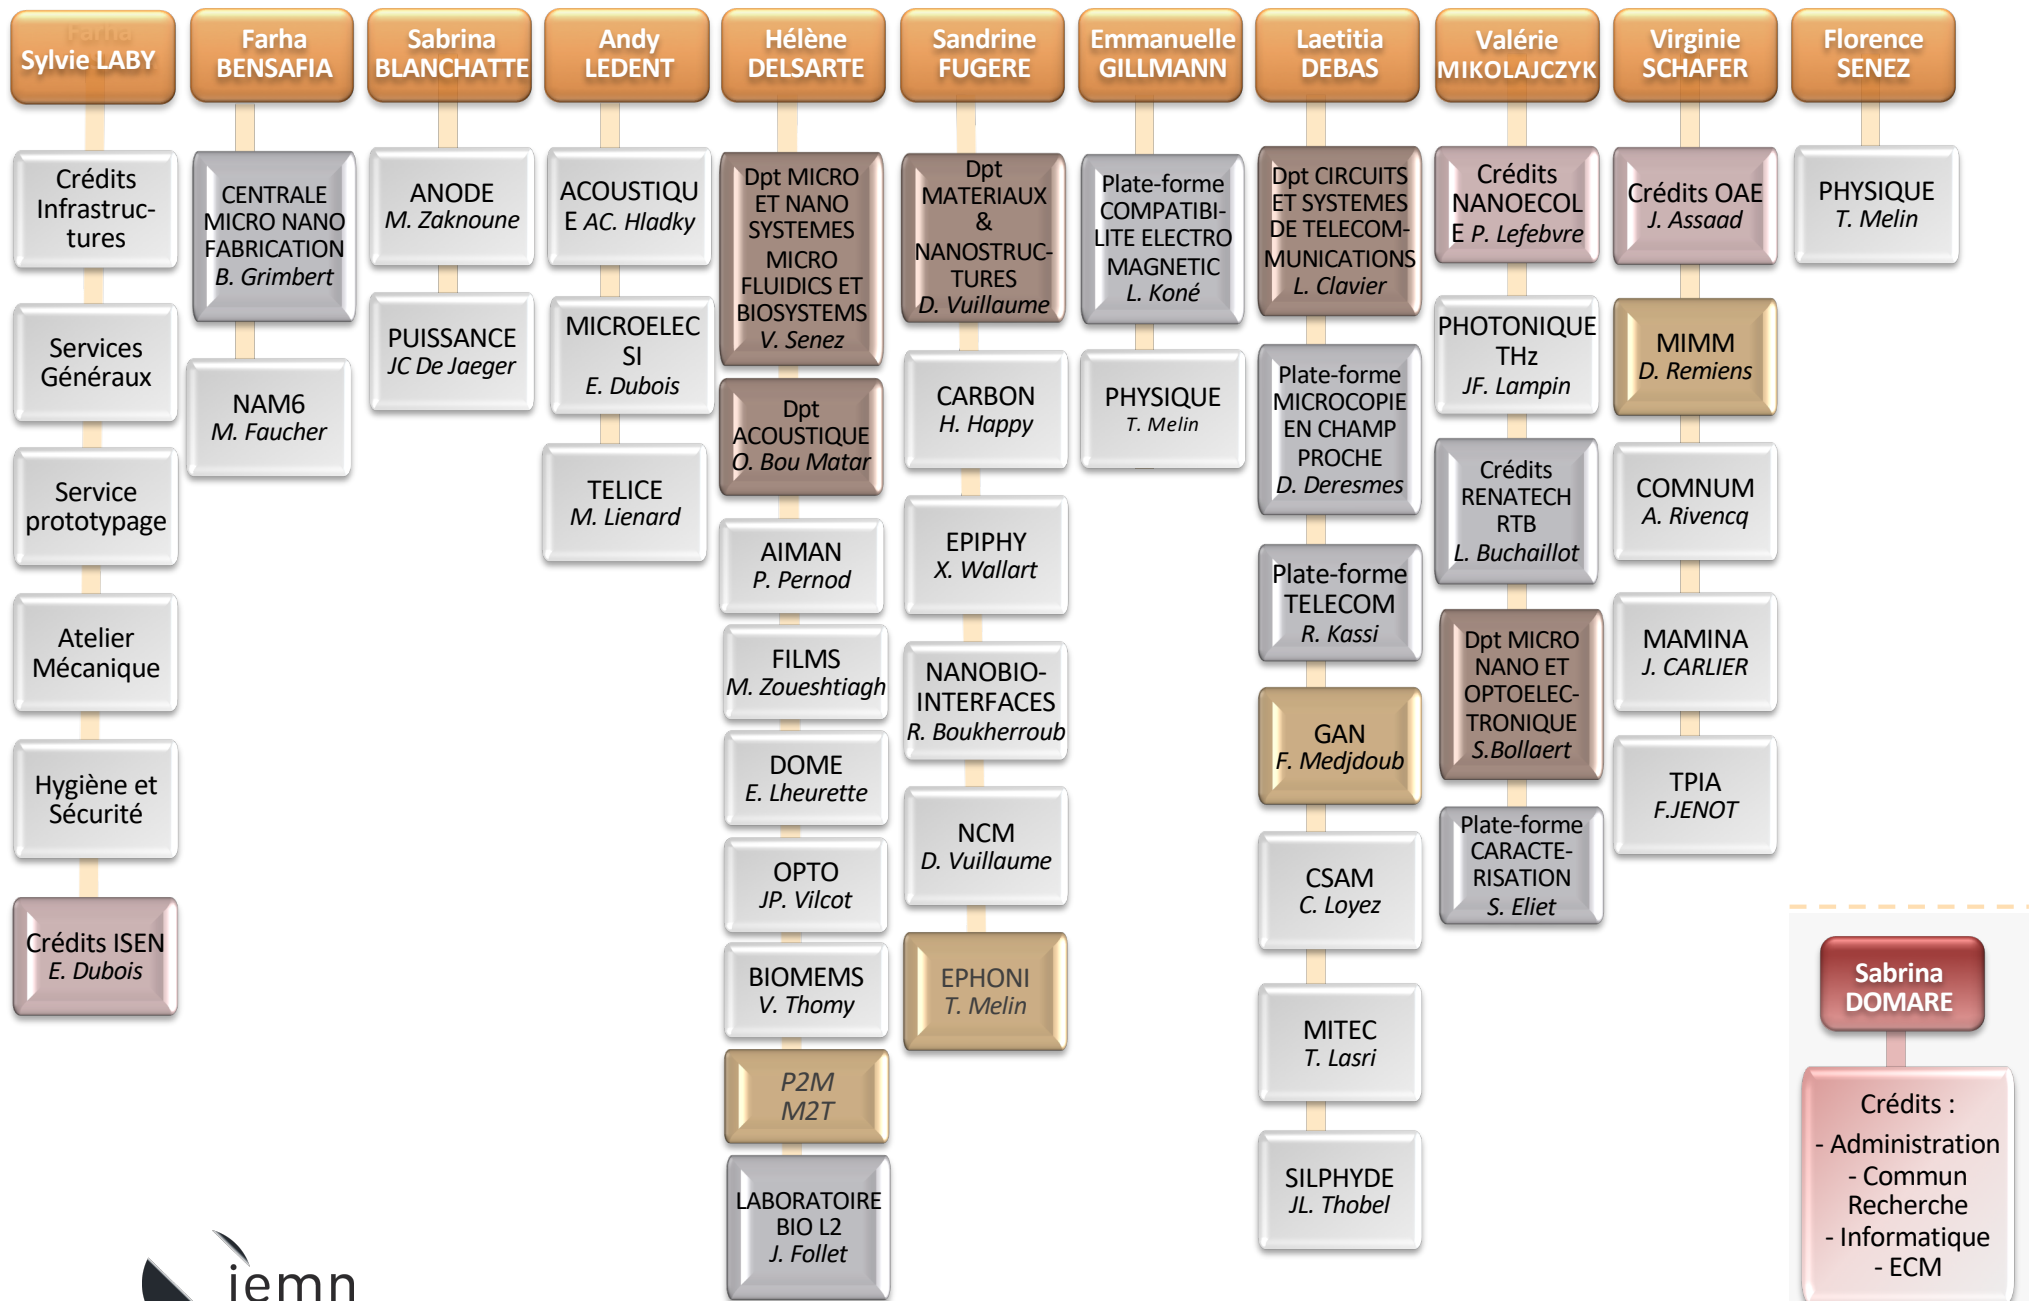 Farha
Sylvie LABY
Crédits
Infrastruc-
tures
Services
Généraux
Service
prototypage
Atelier
Mécanique
Hygiène et
Sécurité
Crédits ISEN
E. Dubois
Farha
BENSAFIA
CENTRALE
MICRO NANO
FABRICATION
B. Grimbert
NAM6
M. Faucher
Sabrina
BLANCHATTE
ANODE
M. Zaknoune
PUISSANCE
JC De Jaeger
Andy
LEDENT
ACOUSTIQU
E AC. Hladky
MICROELEC
SI
E. Dubois
TELICE
M. Lienard
Hélène
DELSARTE
Dpt MICRO
ET NANO
SYSTEMES
MICRO
FLUIDICS ET
BIOSYSTEMS
V. Senez
Dpt
ACOUSTIQUE
O. Bou Matar
AIMAN
P. Pernod
FILMS
M. Zoueshtiagh
DOME
E. Lheurette
OPTO
JP. Vilcot
BIOMEMS
V. Thomy
P2M
M2T
LABORATOIRE
BIO L2
J. Follet
Sandrine
FUGERE
Dpt
MATERIAUX
&
NANOSTRUC-
TURES
D. Vuillaume
CARBON
H. Happy
EPIPHY
X. Wallart
NANOBIO-
INTERFACES
R. Boukherroub
NCM
D. Vuillaume
EPHONI
T. Melin
Emmanuelle
GILLMANN
Plate-forme
COMPATIBI-
LITE ELECTRO
MAGNETIC
L. Koné
PHYSIQUE
T. Melin
Laetitia
DEBAS
Dpt CIRCUITS
ET SYSTEMES
DE TELECOM-
MUNICATIONS
L. Clavier
Plate-forme
MICROCOPIE
EN CHAMP
PROCHE
D. Deresmes
Plate-forme
TELECOM
R. Kassi
GAN
F. Medjdoub
CSAM
C. Loyez
MITEC
T. Lasri
SILPHYDE
JL. Thobel
Valérie
MIKOLAJCZYK
Crédits
NANOECOL
E P. Lefebvre
PHOTONIQUE
THz
JF. Lampin
Crédits
RENATECH
RTB
L. Buchaillot
Dpt MICRO
NANO ET
OPTOELEC-
TRONIQUE
S.Bollaert
Plate-forme
CARACTE-
RISATION
S. Eliet
Virginie
SCHAFER
Crédits OAE
J. Assaad
MIMM
D. Remiens
COMNUM
A. Rivencq
MAMINA
J. CARLIER
TPIA
F.JENOT
Florence
SENEZ
PHYSIQUE
T. Melin
Sabrina
DOMARE
Crédits :
- Administration
- Commun
Recherche
- Informatique
- ECM
iemn